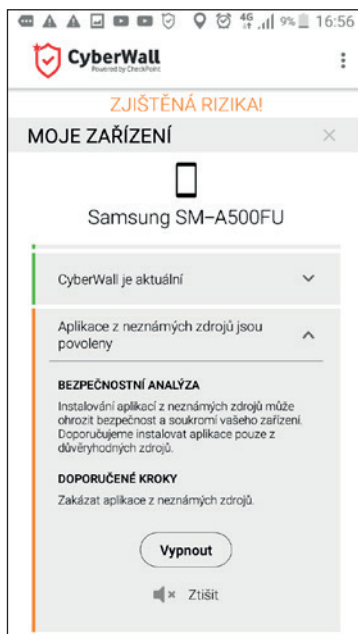 4G 9% 16:56
CyberWall
Powered by CheckPoint
ZJIŠTĚNÁ RIZIKA!
MOJE ZAŘÍZENÍ
Samsung SM-A500FU
CyberWall je aktuální
Aplikace z neznámých zdrojů jsou
povoleny
BEZPEČNOSTNÍ ANALÝZA
Instalování aplikací z neznámých zdrojů může
ohrozit bezpečnost a soukromí vašeho zařízení.
Doporučujeme instalovat aplikace pouze z
důvěryhodných zdrojů.
DOPORUČENÉ KROKY
Zakázat aplikace z neznámých zdrojů.
Vypnout
Ztišit